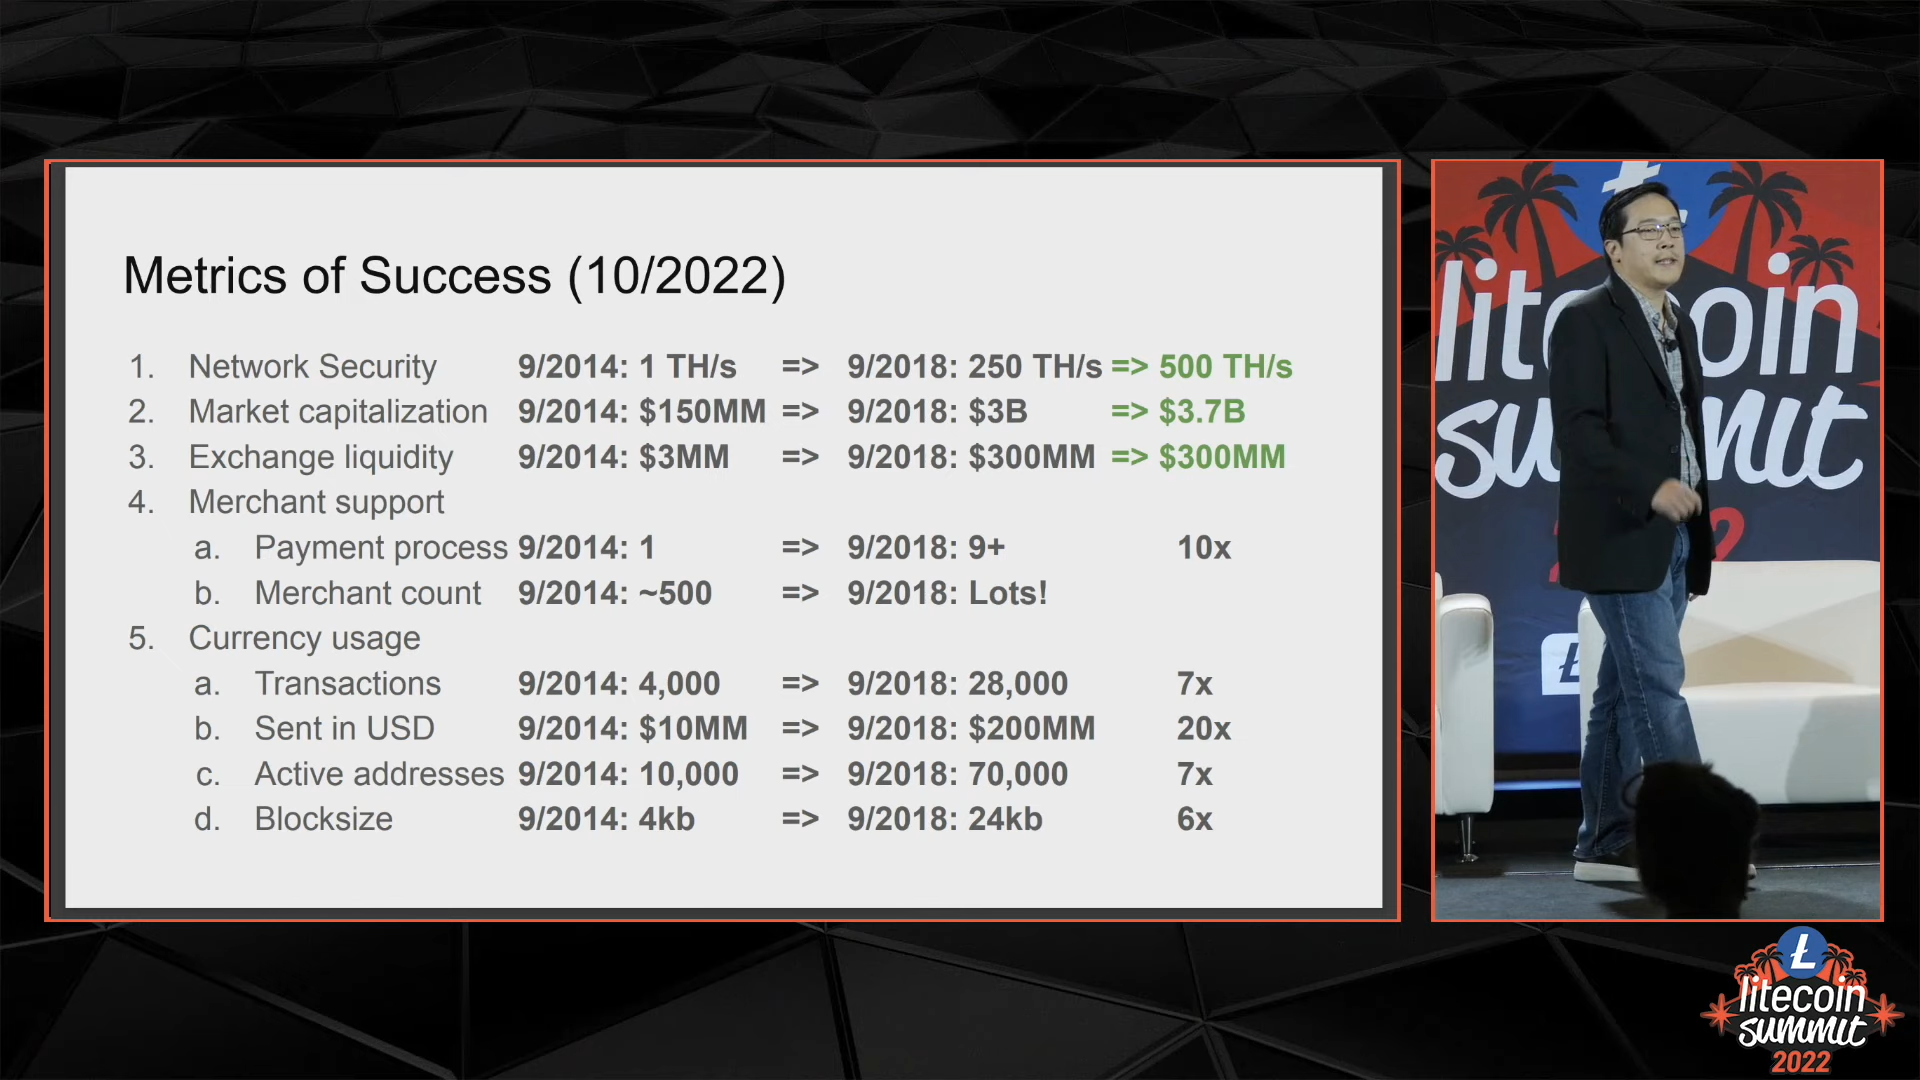 Metrics of Success (10/2022)
1. Network Security 9/2014: 1 TH/s => 9/2018: 250 TH/s => 500 TH/s
2. Market capitalization 9/2014: $150MM => 9/2018: $3B => $3.7B
3. Exchange liquidity 9/2014: $3MM => 9/2018: $300MM => $300MM
4. Merchant support
a. Payment process 9/2014: 1 => 9/2018: 9+ 10x
b. Merchant count 9/2014: ~500 => 9/2018: Lots!
5. Currency usage
a. Transactions 9/2014: 4,000 => 9/2018: 28,000 7x
b. Sent in USD 9/2014: $10MM => 9/2018: $200MM 20x
c. Active addresses 9/2014: 10,000 => 9/2018: 70,000 7x
d. Blocksize 9/2014: 4kb => 9/2018: 24kb 6x
litecoin
summit
2022